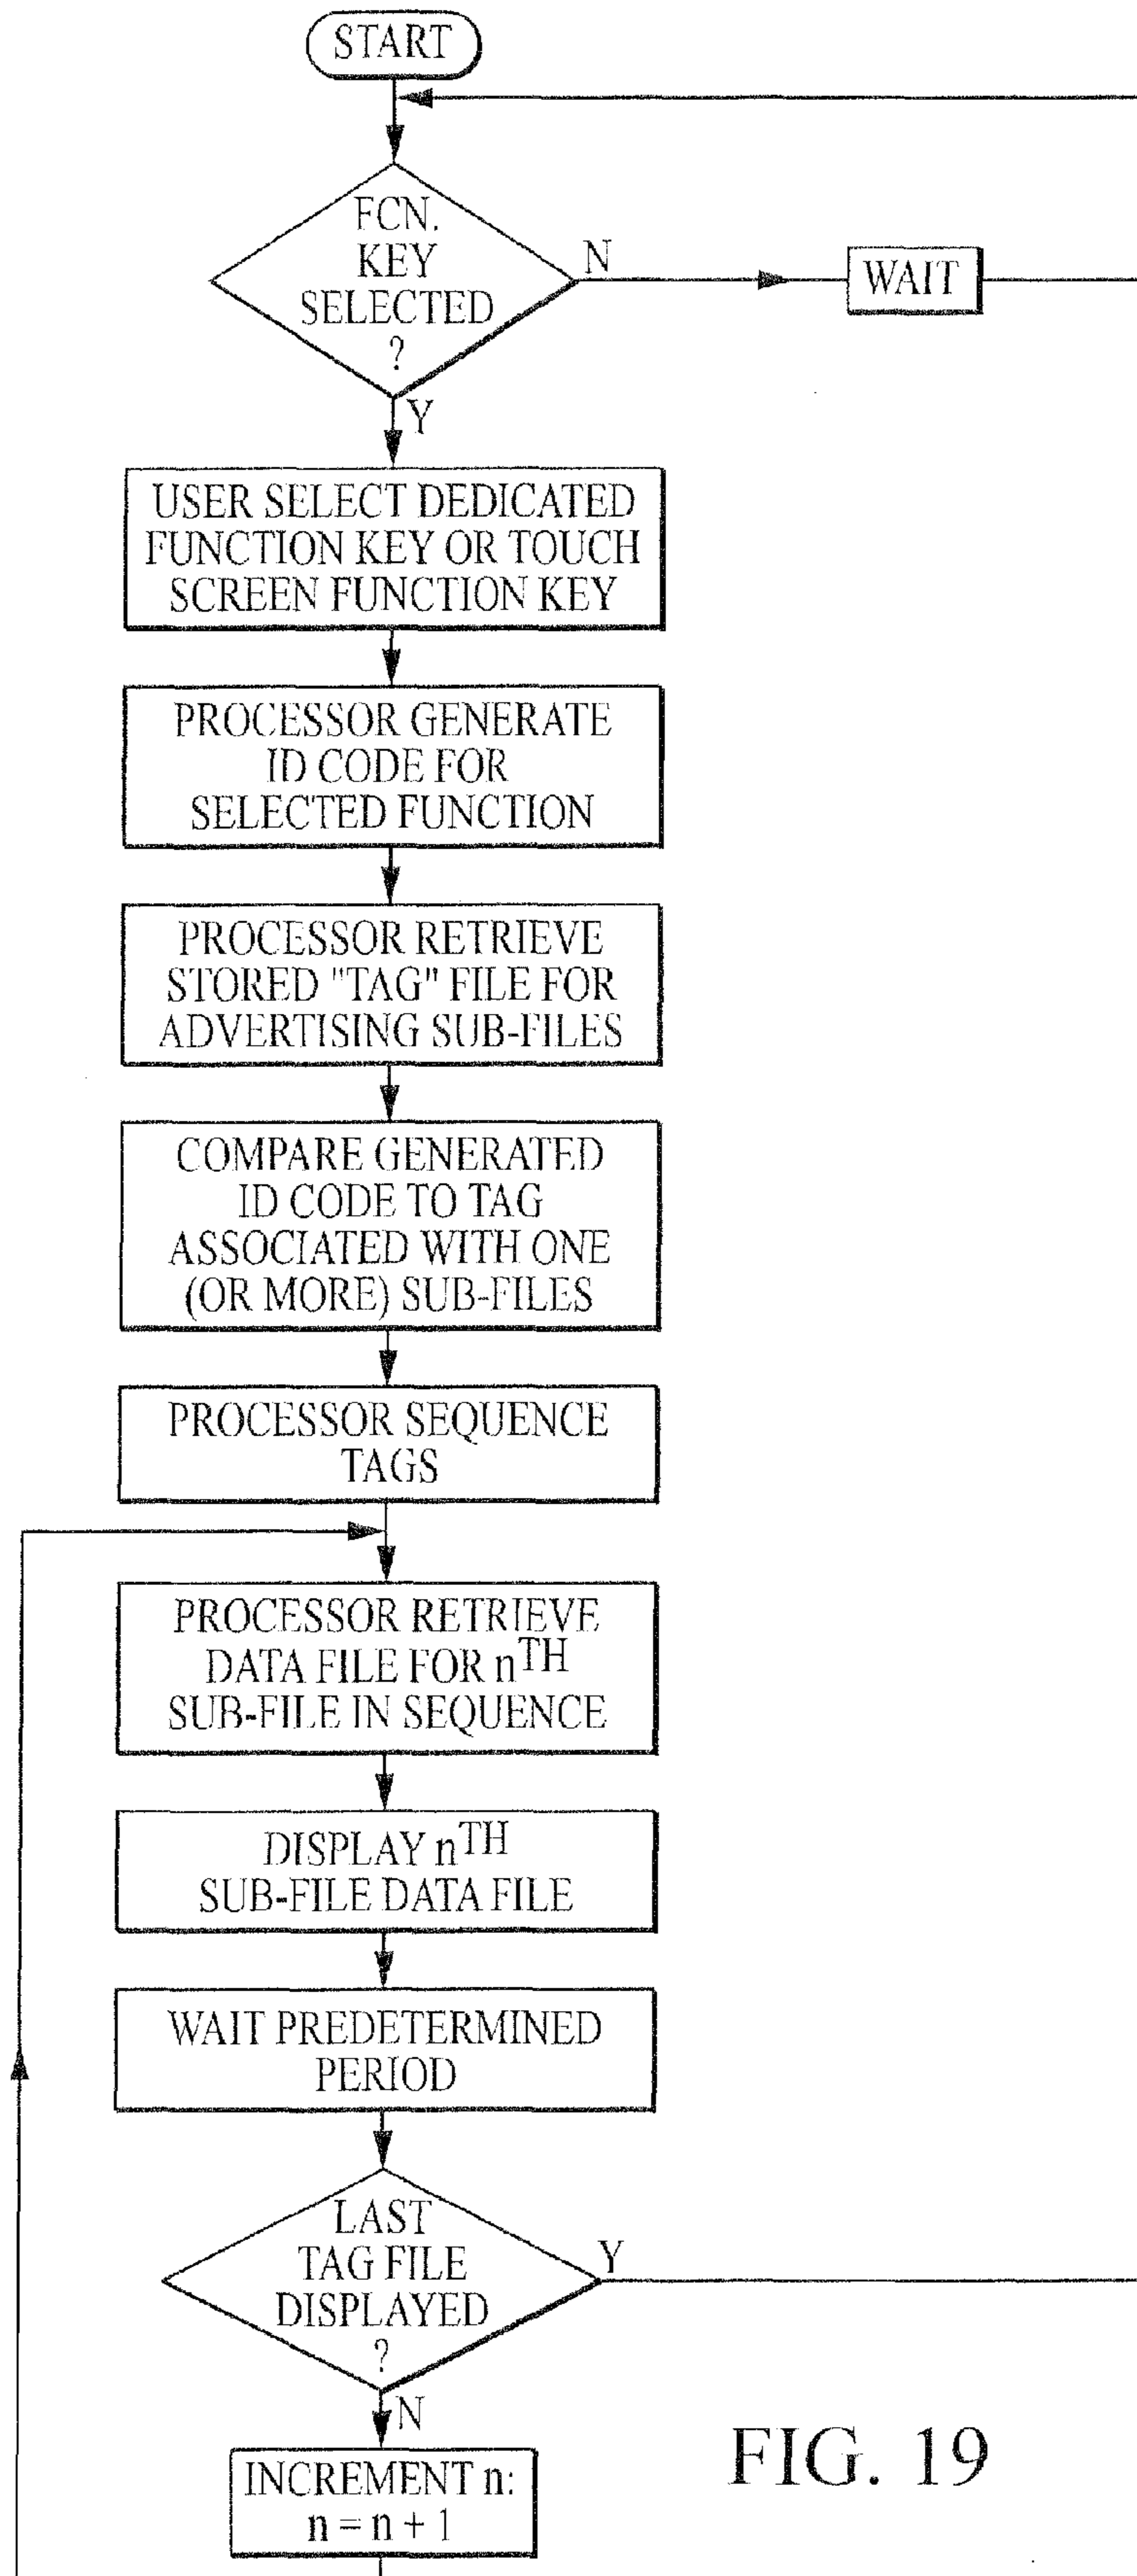 START
FCN.
KEY
SELECTED
?
N
WAIT
Y
USER SELECT DEDICATED
FUNCTION KEY OR TOUCH
SCREEN FUNCTION KEY
PROCESSOR GENERATE
ID CODE FOR
SELECTED FUNCTION
PROCESSOR RETRIEVE
STORED "TAG" FILE FOR
ADVERTISING SUB-FILES
COMPARE GENERATED
ID CODE TO TAG
ASSOCIATED WITH ONE
(OR MORE) SUB-FILES
PROCESSOR SEQUENCE
TAGS
PROCESSOR RETRIEVE
DATA FILE FOR nTH
SUB-FILE IN SEQUENCE
DISPLAY nTH
SUB-FILE DATA FILE
WAIT PREDETERMINED
PERIOD
LAST
TAG FILE
DISPLAYED
?
Y
N
INCREMENT n:
n = n + 1
FIG. 19